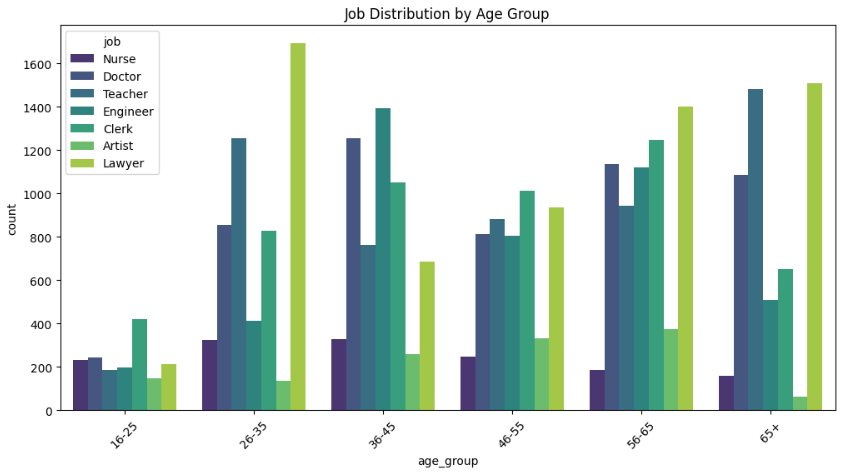 Job Distribution by Age Group
job
Nurse
Doctor
Teacher
Engineer
Clerk
Artist
Lawyer
count
1600
1400
1200
1000
800
600
400
200
0
16-25
26-35
36-45
46-55
56-65
65+
age_group